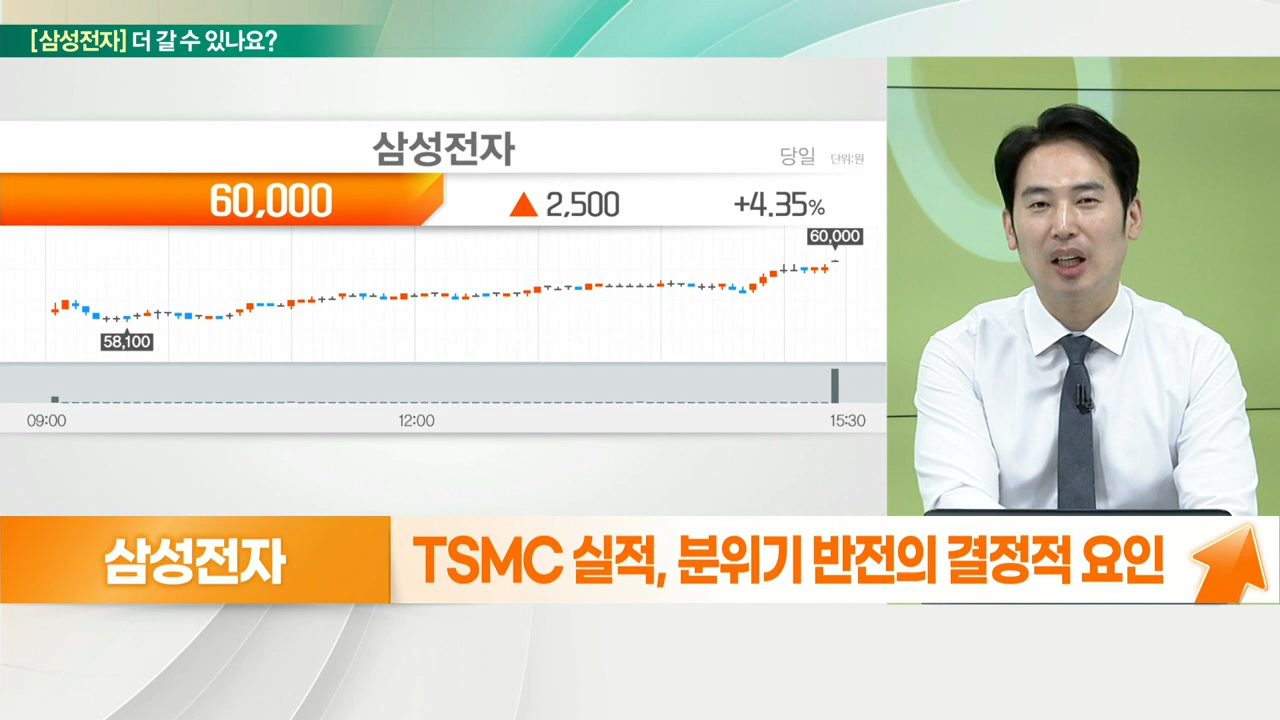 [삼성전자] 더 갈 수 있나요?
삼성전자
당일 단위:원
60,000 ▲ 2,500 +4.35%
60,000
58,100
09:00 12:00 15:30
삼성전자 TSMC 실적, 분위기 반전의 결정적 요인